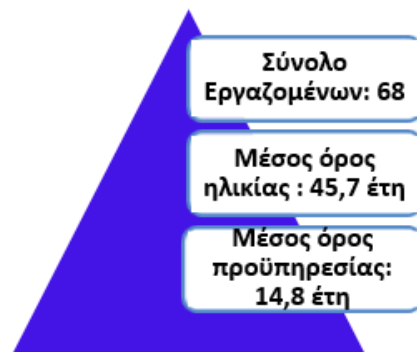 Σύνολο
Εργαζομένων: 68
Μέσος όρος
ηλικίας : 45,7 έτη
Μέσος όρος
προϋπηρεσίας:
14,8 έτη